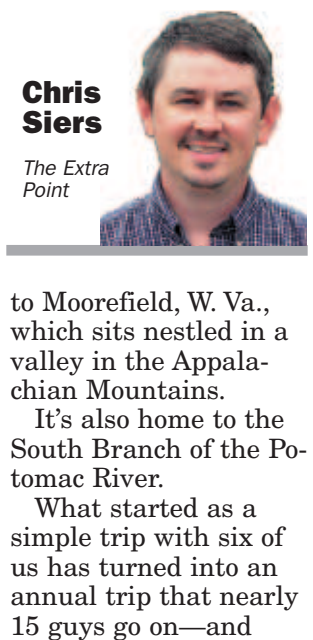 Chris
Siers
The Extra
Point
to Moorefield, W. Va.,
which sits nestled in a
valley in the Appala-
chian Mountains.
It's also home to the
South Branch of the Po-
tomac River.
What started as a
simple trip with six of
us has turned into an
annual trip that nearly
15 guys go on—and